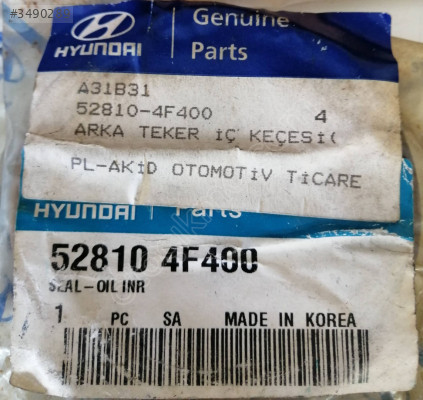 #34902
Genuine
HYUNDAI
Parts
A31B31
52810-4F400 4
ARKA TEKER İÇ KEÇESİ(
PL-AKİD OTOMOTİV TİCARE
HYUNDAI Parts
52810 4F400
SEAL-OIL INR
1 PC SA MADE IN KOREA